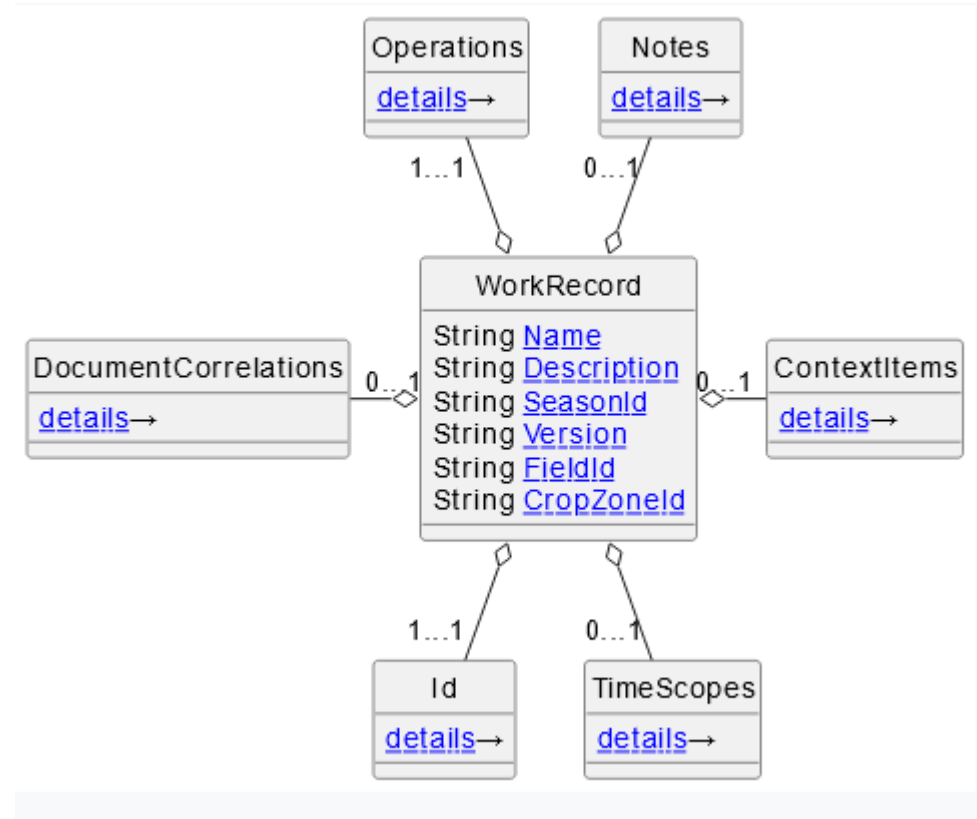 Operations
details→
Notes
details→
1...1
0...1
WorkRecord
String Name
String Description
String SeasonId
String Version
String FieldId
String CropZoneId
DocumentCorrelations
details→
0...1
0...1
ContextItems
details→
1...1
0...1
Id
details→
TimeScopes
details→